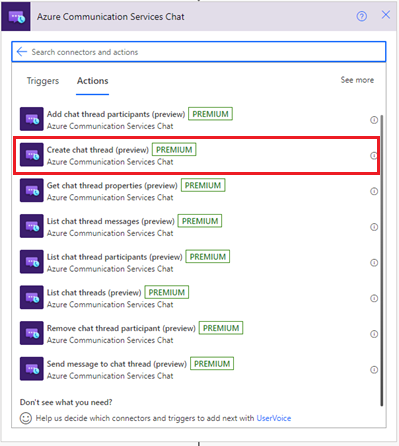 Azure Communication Services Chat
Search connectors and actions
Triggers Actions See more
Add chat thread participants (preview) PREMIUM
Azure Communication Services Chat
Create chat thread (preview) PREMIUM
Azure Communication Services Chat
Get chat thread properties (preview) PREMIUM
Azure Communication Services Chat
List chat thread messages (preview) PREMIUM
Azure Communication Services Chat
List chat thread participants (preview) PREMIUM
Azure Communication Services Chat
List chat threads (preview) PREMIUM
Azure Communication Services Chat
Remove chat thread participant (preview) PREMIUM
Azure Communication Services Chat
Send message to chat thread (preview) PREMIUM
Azure Communication Services Chat
Don't see what you need?
Help us decide which connectors and triggers to add next with UserVoice